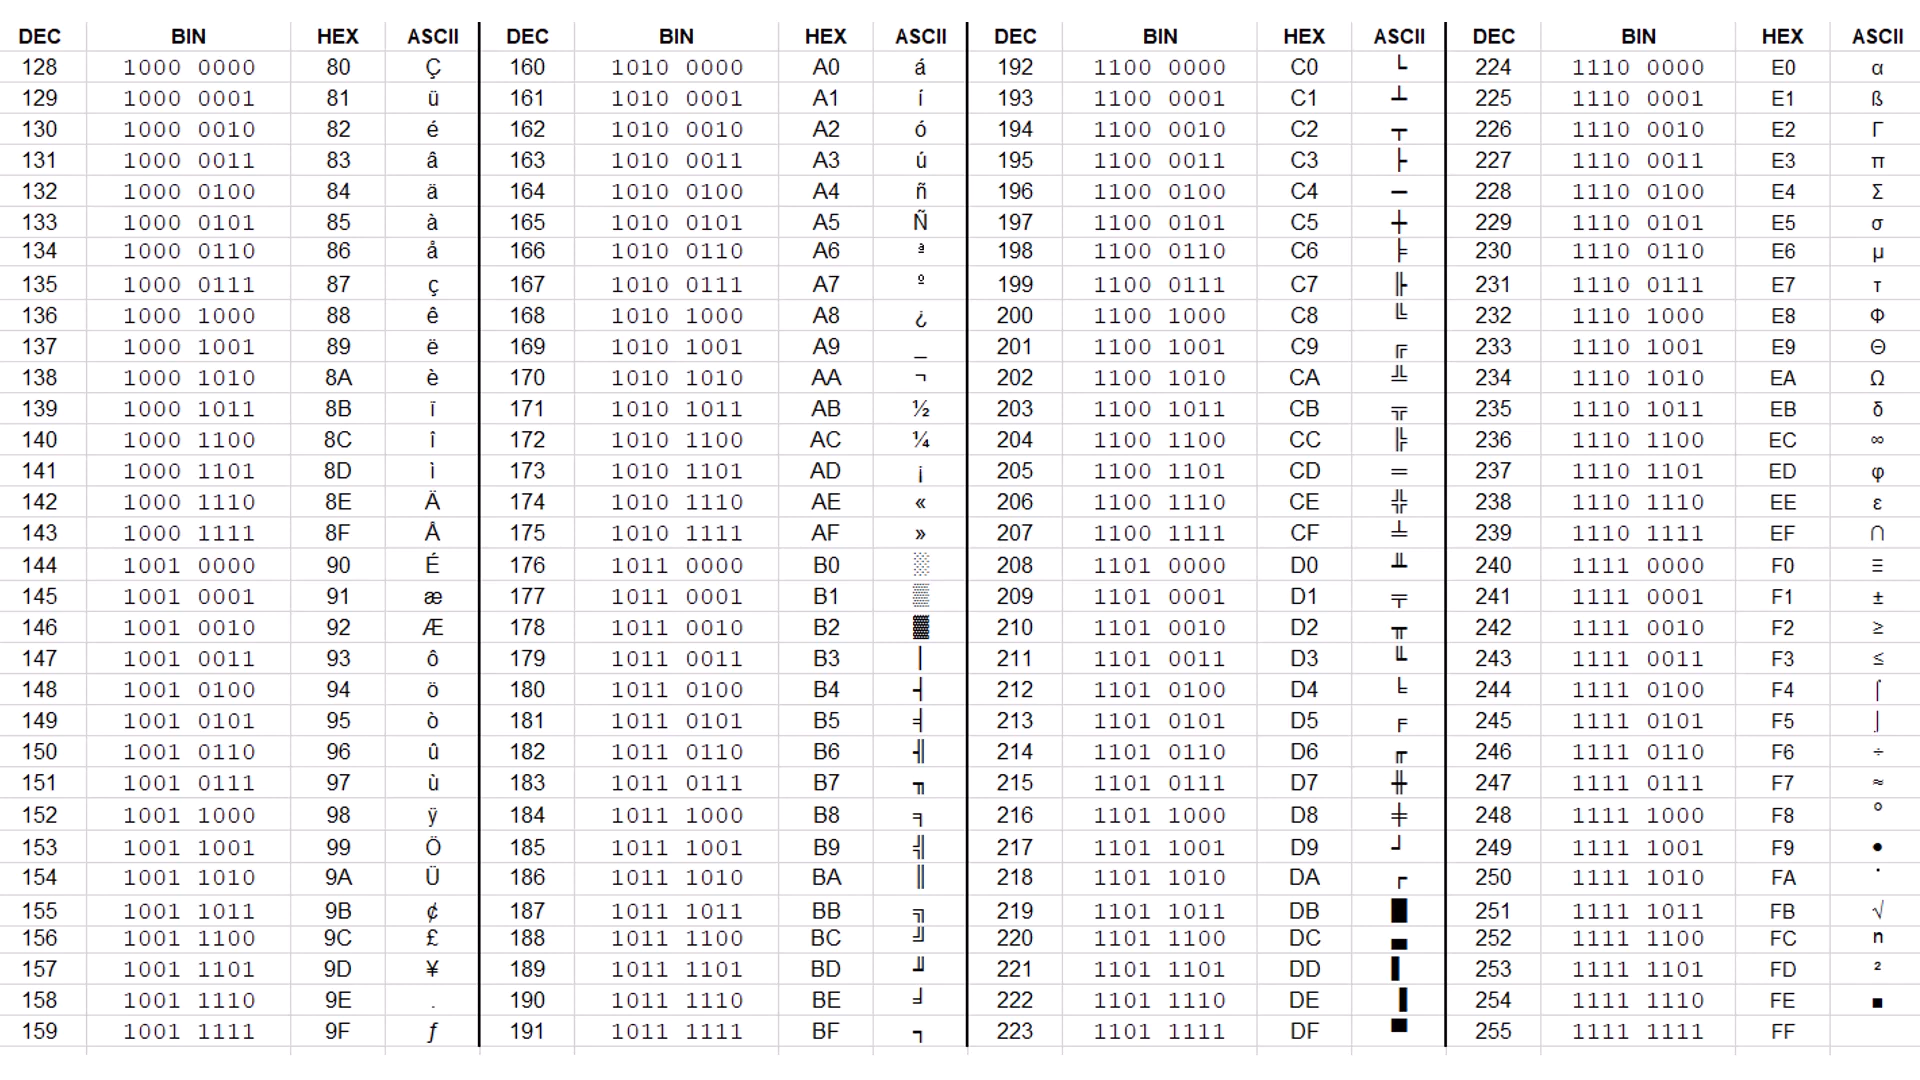 DEC BIN HEX ASCII DEC BIN HEX ASCII DEC BIN HEX ASCII DEC BIN HEX ASCII
128 1000 0000 80 Ç 160 1010 0000 A0 á 192 1100 0000 C0 └ 224 1110 0000 E0 α
129 1000 0001 81 ü 161 1010 0001 A1 í 193 1100 0001 C1 ┴ 225 1110 0001 E1 ß
130 1000 0010 82 é 162 1010 0010 A2 ó 194 1100 0010 C2 ┬ 226 1110 0010 E2 Γ
131 1000 0011 83 â 163 1010 0011 A3 ú 195 1100 0011 C3 ├ 227 1110 0011 E3 π
132 1000 0100 84 ä 164 1010 0100 A4 ñ 196 1100 0100 C4 ─ 228 1110 0100 E4 Σ
133 1000 0101 85 à 165 1010 0101 A5 Ñ 197 1100 0101 C5 ┼ 229 1110 0101 E5 σ
134 1000 0110 86 å 166 1010 0110 A6 ª 198 1100 0110 C6 ╞ 230 1110 0110 E6 µ
135 1000 0111 87 ç 167 1010 0111 A7 º 199 1100 0111 C7 ╟ 231 1110 0111 E7 τ
136 1000 1000 88 ê 168 1010 1000 A8 ¿ 200 1100 1000 C8 ╚ 232 1110 1000 E8 Φ
137 1000 1001 89 ë 169 1010 1001 A9 _ 201 1100 1001 C9 ╔ 233 1110 1001 E9 Θ
138 1000 1010 8A è 170 1010 1010 AA ¬ 202 1100 1010 CA ╩ 234 1110 1010 EA Ω
139 1000 1011 8B ï 171 1010 1011 AB ½ 203 1100 1011 CB ╦ 235 1110 1011 EB δ
140 1000 1100 8C î 172 1010 1100 AC ¼ 204 1100 1100 CC ╠ 236 1110 1100 EC ∞
141 1000 1101 8D ì 173 1010 1101 AD ¡ 205 1100 1101 CD ═ 237 1110 1101 ED φ
142 1000 1110 8E Ä 174 1010 1110 AE « 206 1100 1110 CE ╬ 238 1110 1110 EE ε
143 1000 1111 8F Å 175 1010 1111 AF » 207 1100 1111 CF ╧ 239 1110 1111 EF ∩
144 1001 0000 90 É 176 1011 0000 B0 ░ 208 1101 0000 D0 ╨ 240 1111 0000 F0 Ξ
145 1001 0001 91 æ 177 1011 0001 B1 ▒ 209 1101 0001 D1 ╤ 241 1111 0001 F1 ±
146 1001 0010 92 Æ 178 1011 0010 B2 ▓ 210 1101 0010 D2 ╥ 242 1111 0010 F2 ≥
147 1001 0011 93 ô 179 1011 0011 B3 │ 211 1101 0011 D3 ╙ 243 1111 0011 F3 ≤
148 1001 0100 94 ö 180 1011 0100 B4 ┤ 212 1101 0100 D4 ╘ 244 1111 0100 F4 ⌠
149 1001 0101 95 ò 181 1011 0101 B5 ╡ 213 1101 0101 D5 ╒ 245 1111 0101 F5 ⌡
150 1001 0110 96 û 182 1011 0110 B6 ╢ 214 1101 0110 D6 ╓ 246 1111 0110 F6 ÷
151 1001 0111 97 ù 183 1011 0111 B7 ╖ 215 1101 0111 D7 ╫ 247 1111 0111 F7 ≈
152 1001 1000 98 ÿ 184 1011 1000 B8 ╕ 216 1101 1000 D8 ╪ 248 1111 1000 F8 °
153 1001 1001 99 Ö 185 1011 1001 B9 ╣ 217 1101 1001 D9 ┘ 249 1111 1001 F9 •
154 1001 1010 9A Ü 186 1011 1010 BA ║ 218 1101 1010 DA ┌ 250 1111 1010 FA ˙
155 1001 1011 9B ¢ 187 1011 1011 BB ╗ 219 1101 1011 DB █ 251 1111 1011 FB √
156 1001 1100 9C £ 188 1011 1100 BC ╝ 220 1101 1100 DC ▄ 252 1111 1100 FC ⁿ
157 1001 1101 9D ¥ 189 1011 1101 BD ╜ 221 1101 1101 DD ▌ 253 1111 1101 FD ²
158 1001 1110 9E . 190 1011 1110 BE ╛ 222 1101 1110 DE ▐ 254 1111 1110 FE ■
159 1001 1111 9F ƒ 191 1011 1111 BF ┐ 223 1101 1111 DF ▀ 255 1111 1111 FF